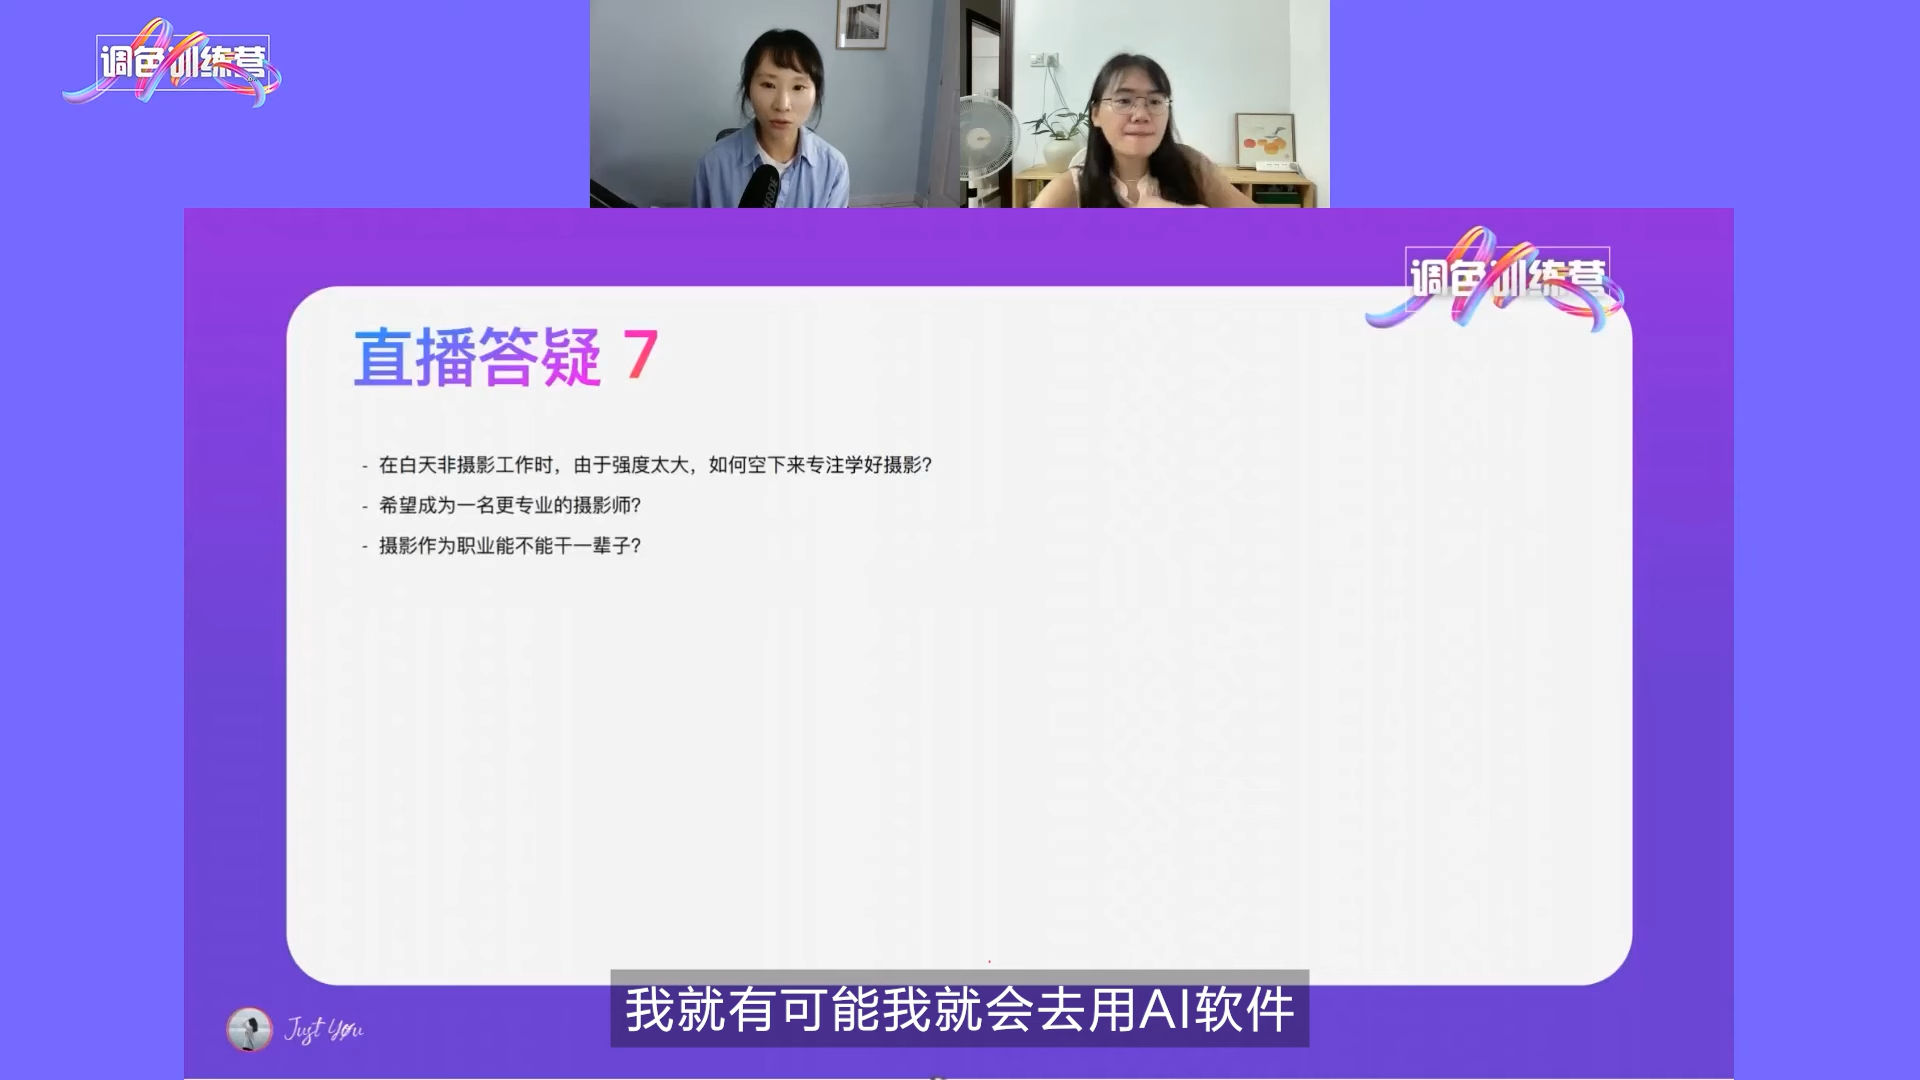 调色训练营
RODE
调色训练营
直播答疑 7
- 在白天非摄影工作时，由于强度太大，如何空下来专注学好摄影?
- 希望成为一名更专业的摄影师?
- 摄影作为职业能不能干一辈子?
我就有可能我就会去用AI软件
Just You